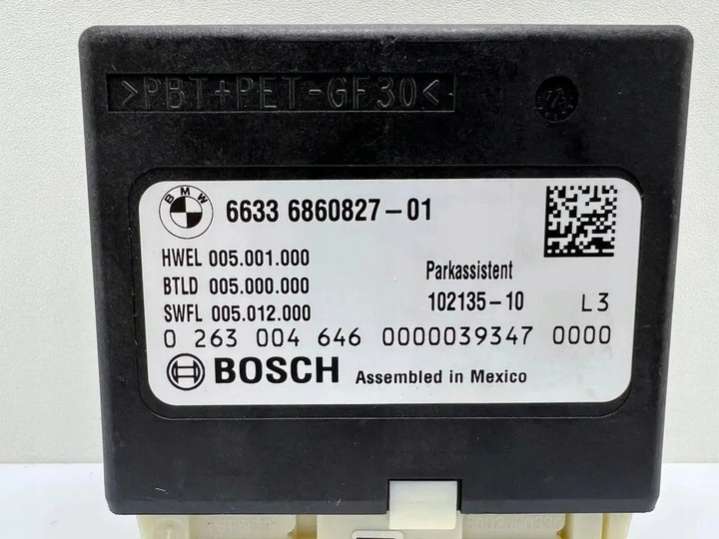 >PBT+PET-GF30<
BMW
6633 6860827-01
HWEL 005.001.000
BTLD 005.000.000
SWFL 005.012.000
Parkassistent
102135-10 L3
0 263 004 646 0000039347 0000
BOSCH Assembled in Mexico